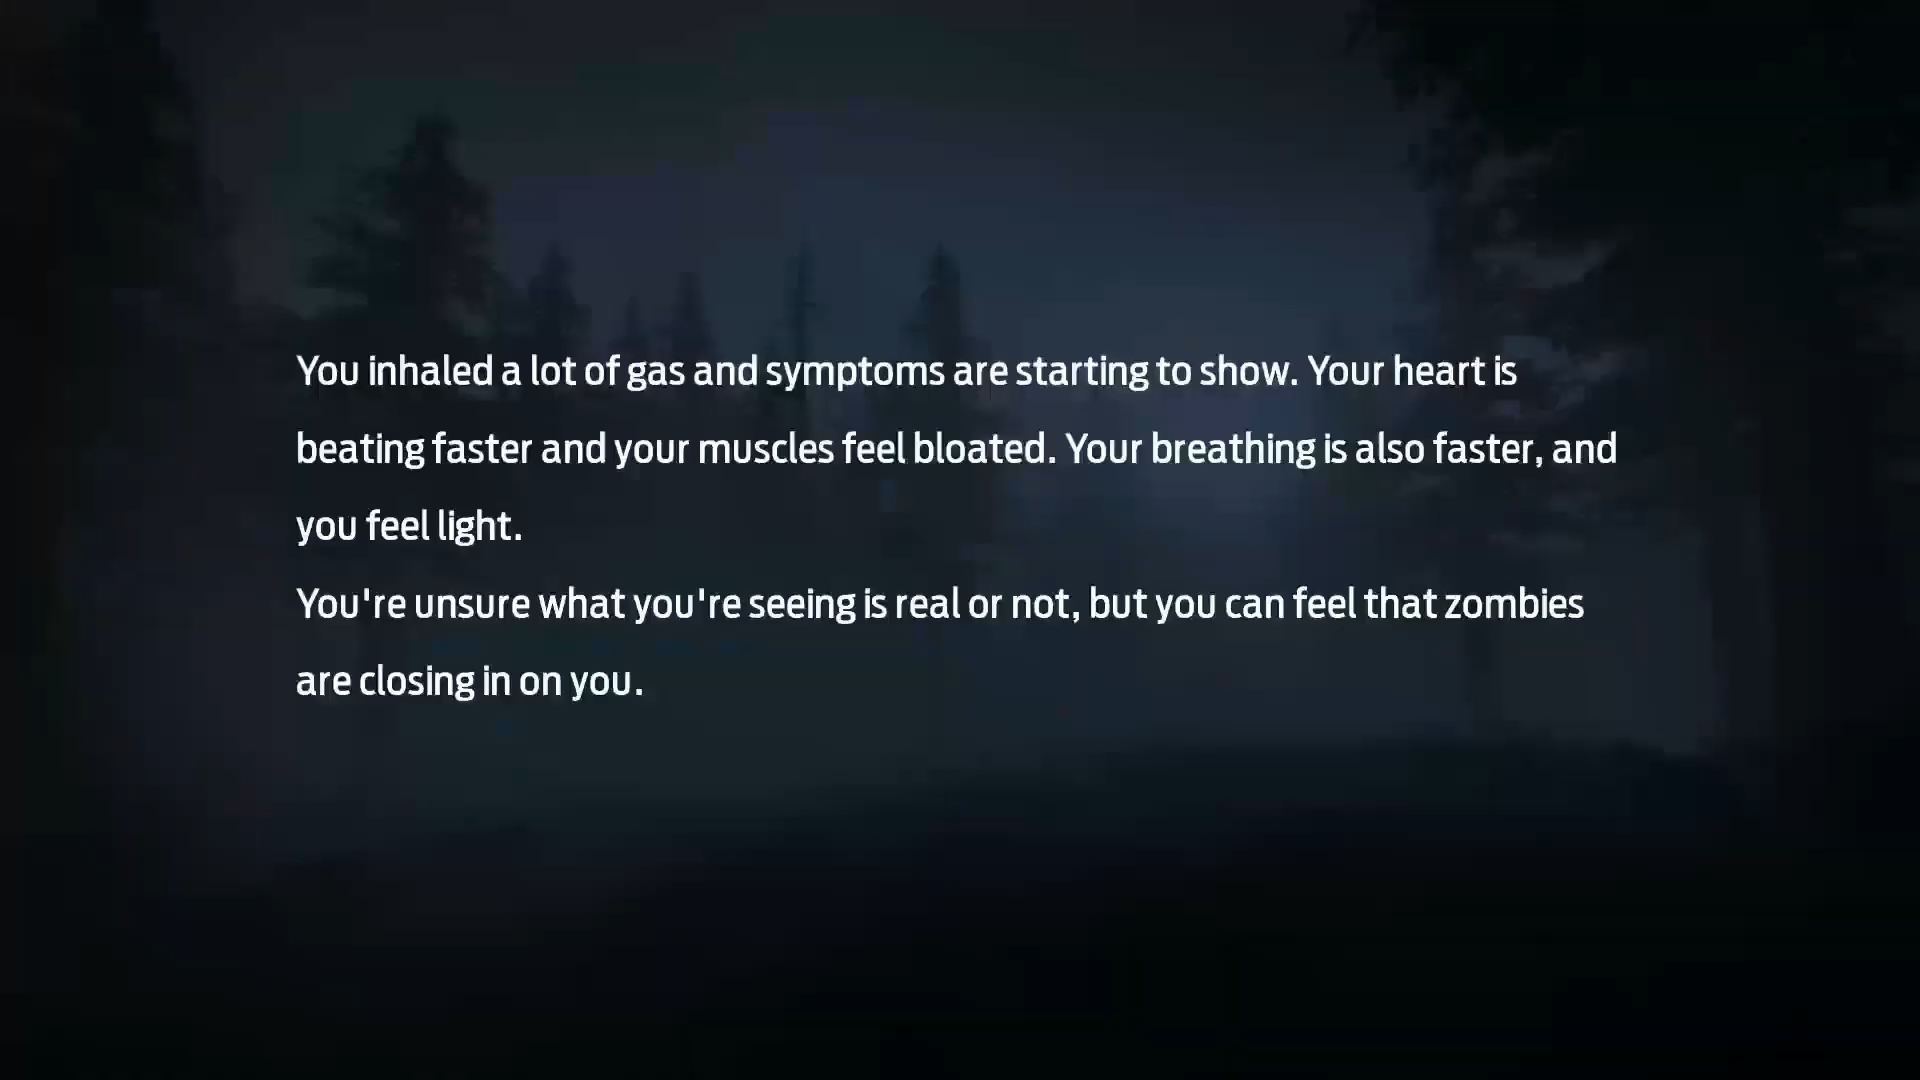 You inhaled a lot of gas and symptoms are starting to show. Your heart is
beating faster and your muscles feel bloated. Your breathing is also faster, and
you feel light.
You're unsure what you're seeing is real or not, but you can feel that zombies
are closing in on you.